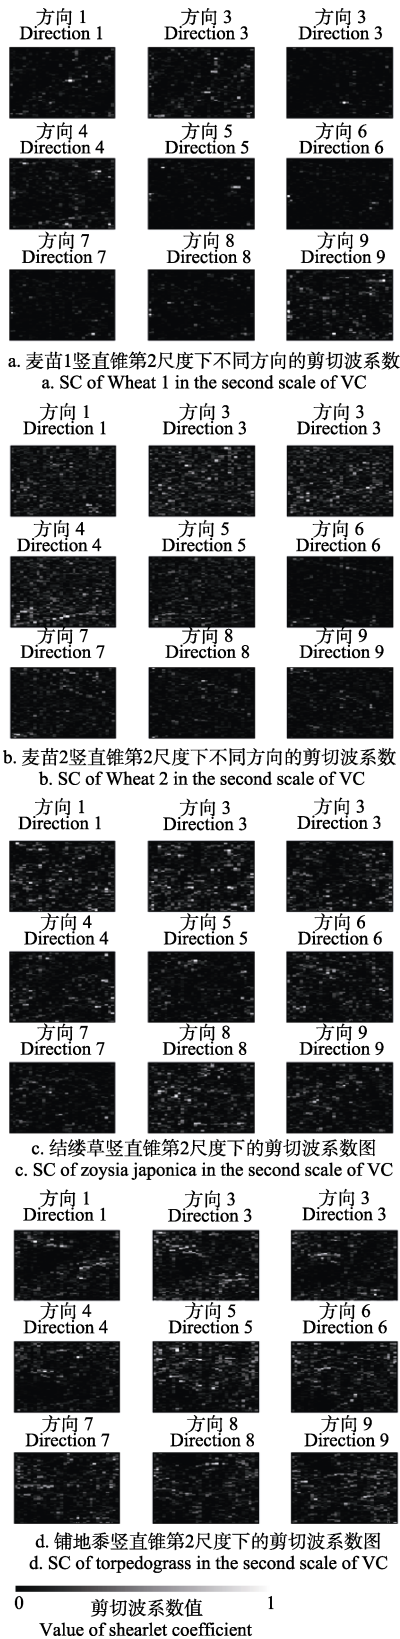 方向 1 方向 3 方向 3
Direction 1 Direction 3 Direction 3
方向 4 方向 5 方向 6
Direction 4 Direction 5 Direction 6
方向 7 方向 8 方向 9
Direction 7 Direction 8 Direction 9
a. 麦苗1竖直锥第2尺度下不同方向的剪切波系数
a. SC of Wheat 1 in the second scale of VC
方向 1 方向 3 方向 3
Direction 1 Direction 3 Direction 3
方向 4 方向 5 方向 6
Direction 4 Direction 5 Direction 6
方向 7 方向 8 方向 9
Direction 7 Direction 8 Direction 9
b. 麦苗2竖直锥第2尺度下不同方向的剪切波系数
b. SC of Wheat 2 in the second scale of VC
方向 1 方向 3 方向 3
Direction 1 Direction 3 Direction 3
方向 4 方向 5 方向 6
Direction 4 Direction 5 Direction 6
方向 7 方向 8 方向 9
Direction 7 Direction 8 Direction 9
c. 结缕草竖直锥第2尺度下的剪切波系数图
c. SC of zoysia japonica in the second scale of VC
方向 1 方向 3 方向 3
Direction 1 Direction 3 Direction 3
方向 4 方向 5 方向 6
Direction 4 Direction 5 Direction 6
方向 7 方向 8 方向 9
Direction 7 Direction 8 Direction 9
d. 铺地黍竖直锥第2尺度下的剪切波系数图
d. SC of torpedograss in the second scale of VC
0 剪切波系数值 1
Value of shearlet coefficient